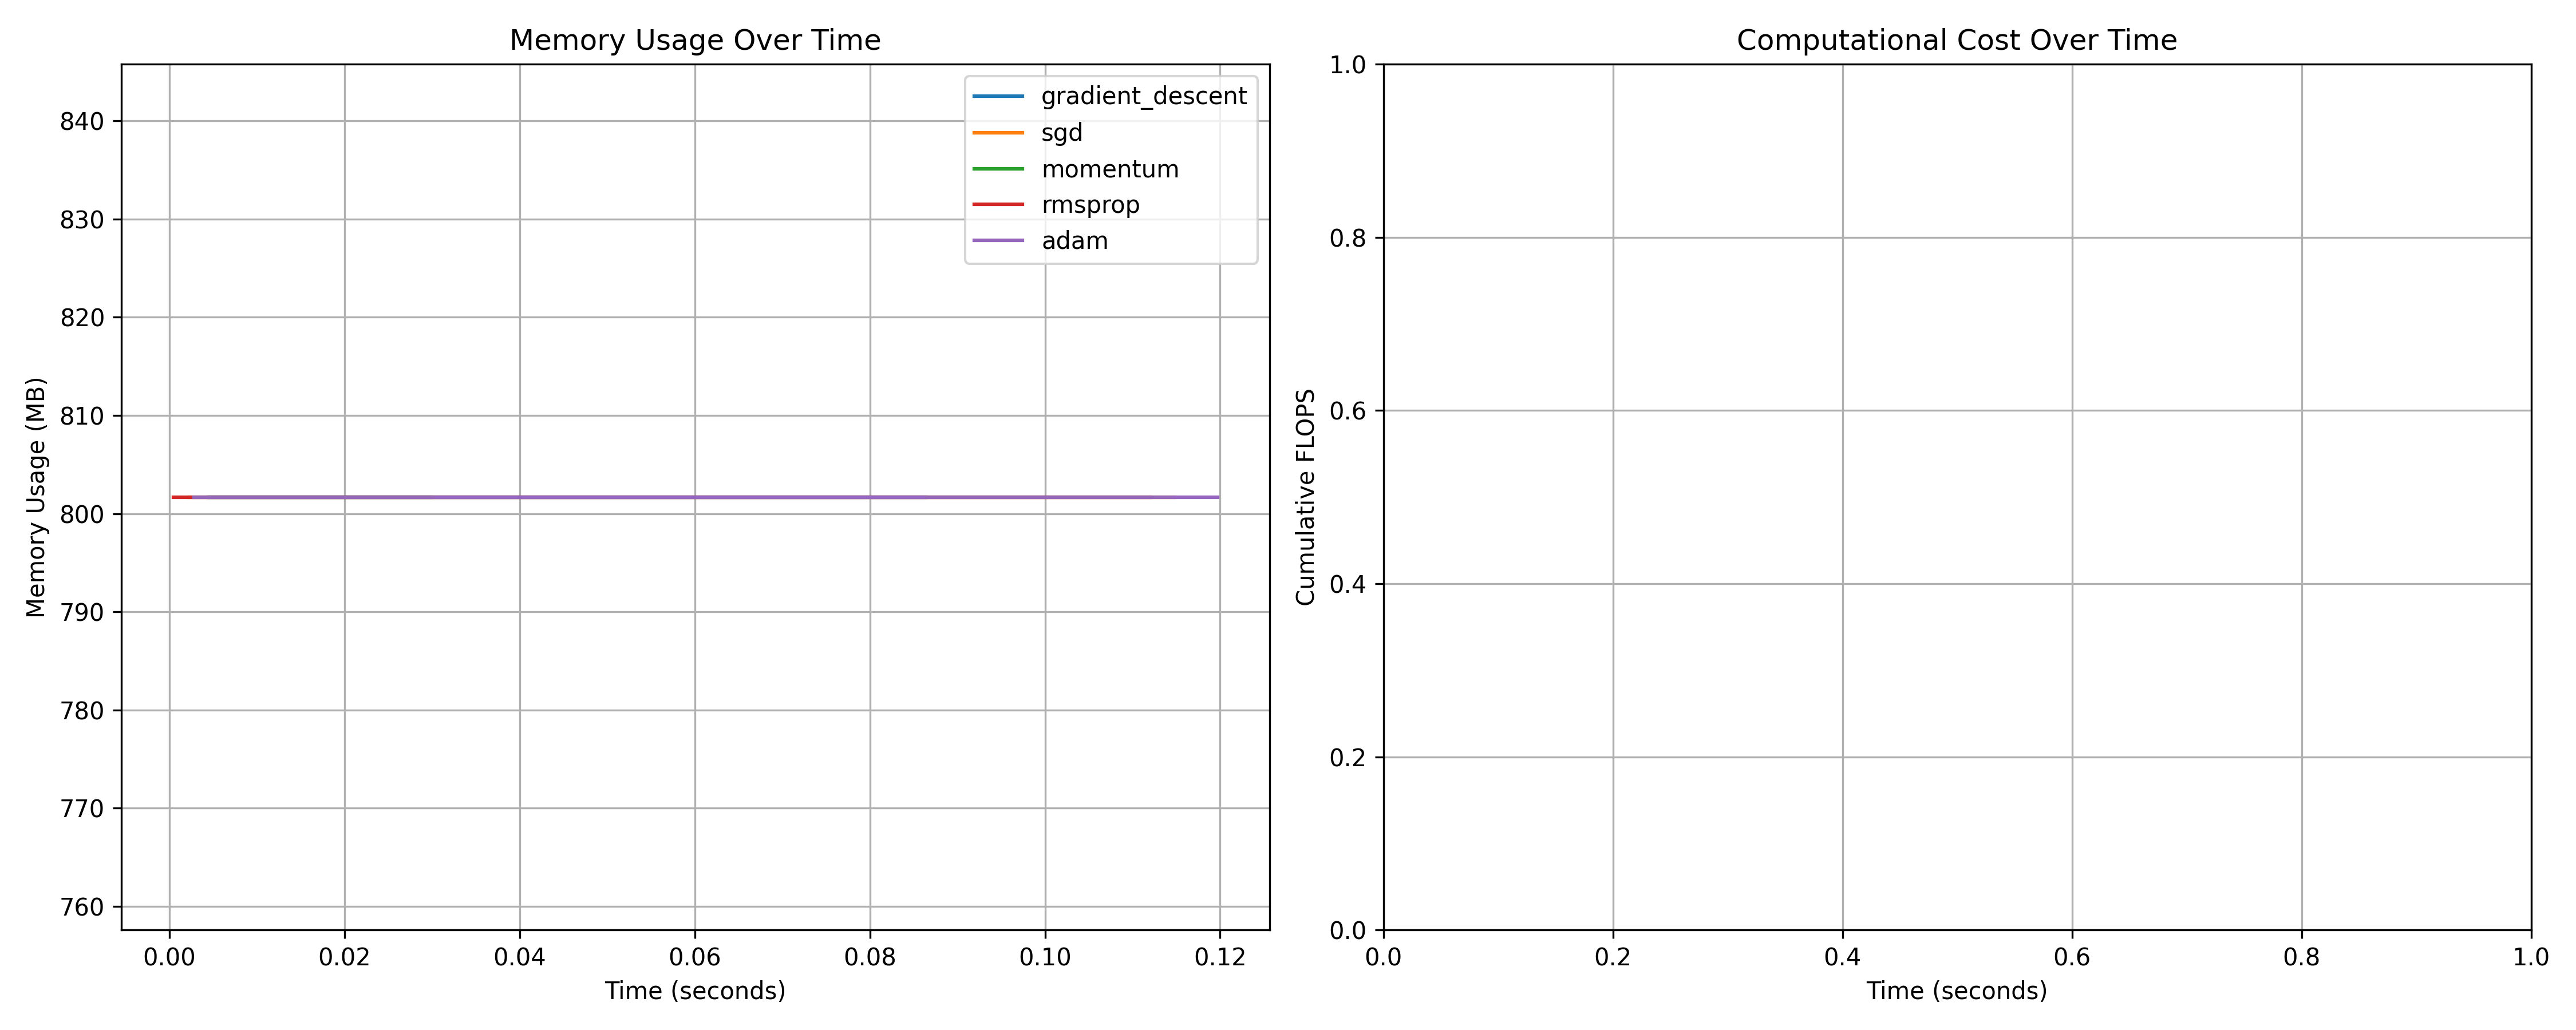 Memory Usage Over Time
840
830
820
810
800
790
780
770
760
Memory Usage (MB)
gradient_descent
sgd
momentum
rmsprop
adam
0.00 0.02 0.04 0.06 0.08 0.10 0.12
Time (seconds)
Computational Cost Over Time
1.0
0.8
0.6
0.4
0.2
0.0
Cumulative FLOPS
0.0 0.2 0.4 0.6 0.8 1.0
Time (seconds)